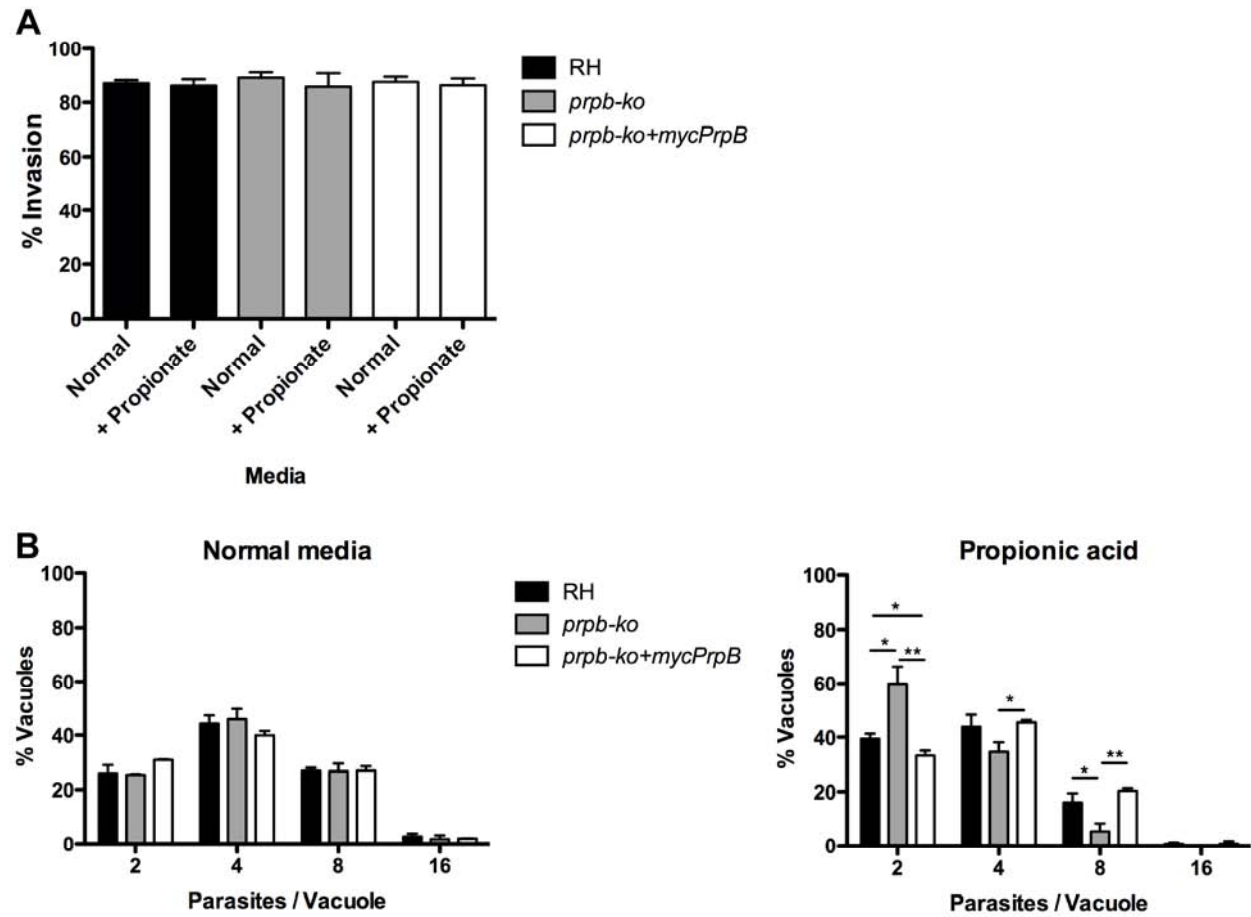 A
100
80
60
40
20
0
% Invasion
Normal
+ Propionate
Normal
+ Propionate
Normal
+ Propionate
Media
RH
prpb-ko
prpb-ko+mycPrpB
B
Normal media
100
80
60
40
20
0
% Vacuoles
2 4 8 16
Parasites / Vacuole
RH
prpb-ko
prpb-ko+mycPrpB
Propionic acid
100
80
60
40
20
0
% Vacuoles
*
* **
*
* **
2 4 8 16
Parasites / Vacuole